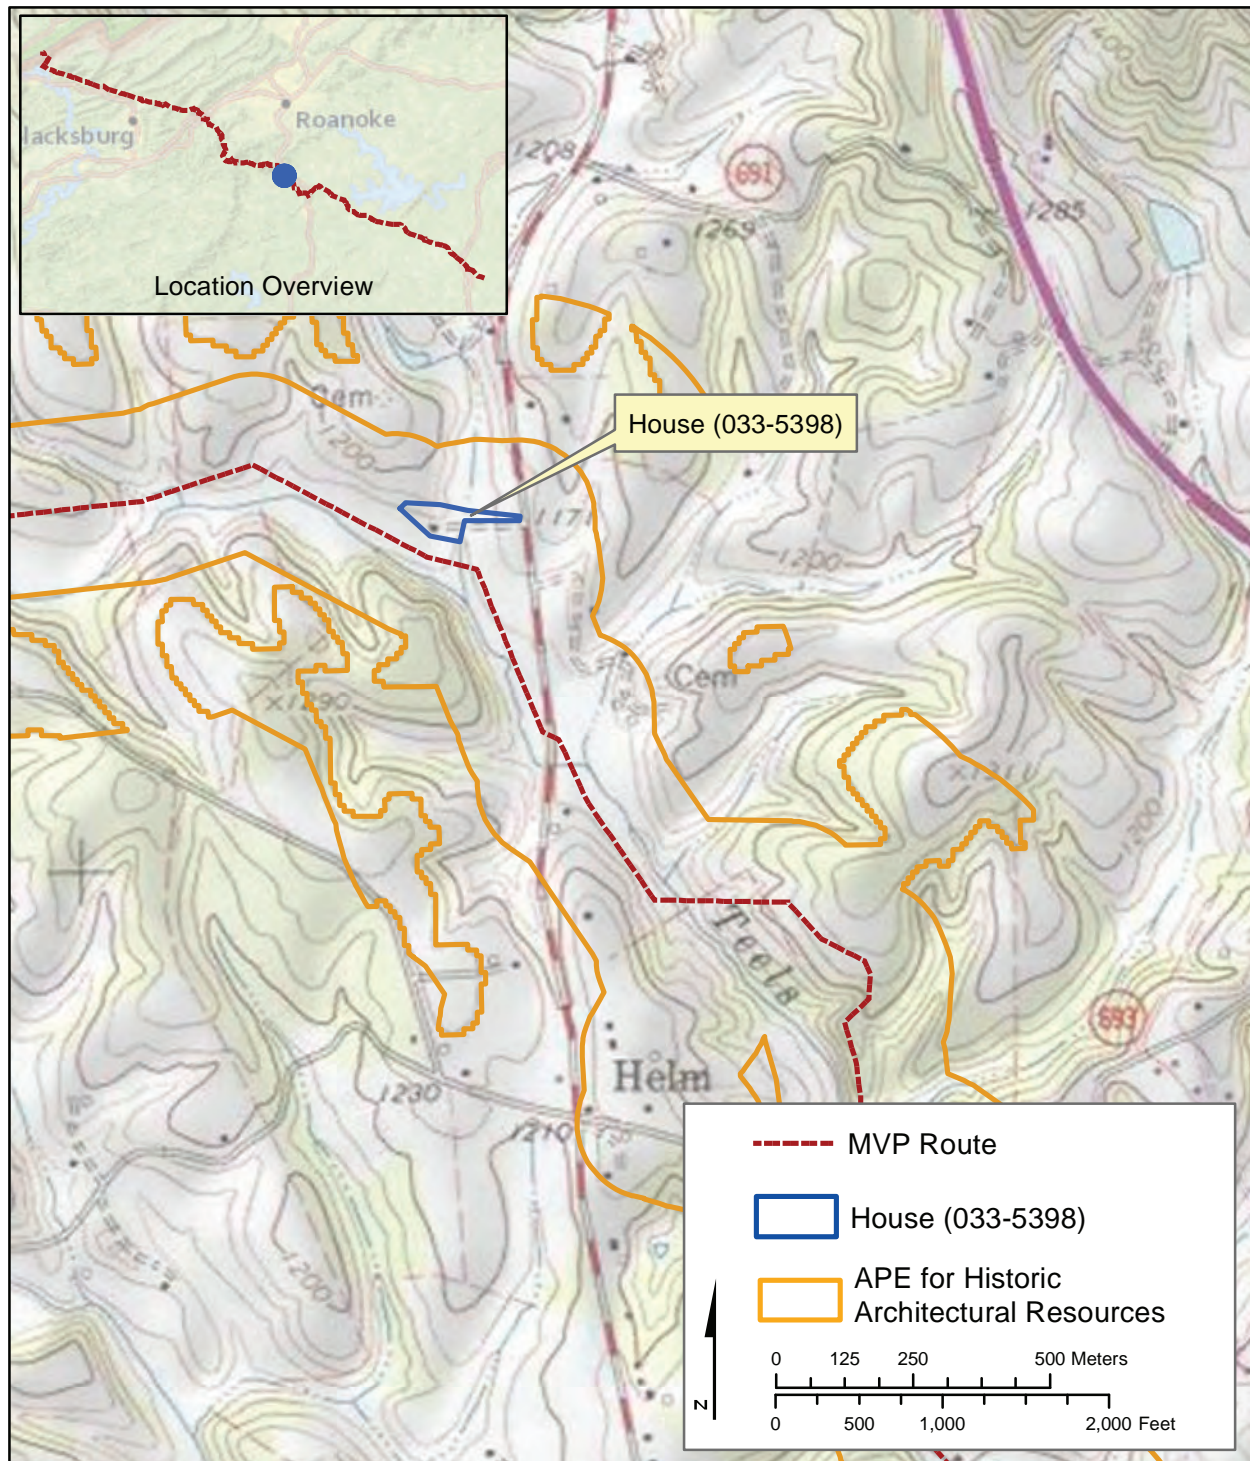 lacksburg
Roanoke
Location Overview
400
1208
691
1269
1285
Cem
1200
House (033-5398)
1171
1200
Cem
Teels
693
Helm
1230
1210
1200
MVP Route
House (033-5398)
APE for Historic
Architectural Resources
0 125 250 500 Meters
0 500 1,000 2,000 Feet
N